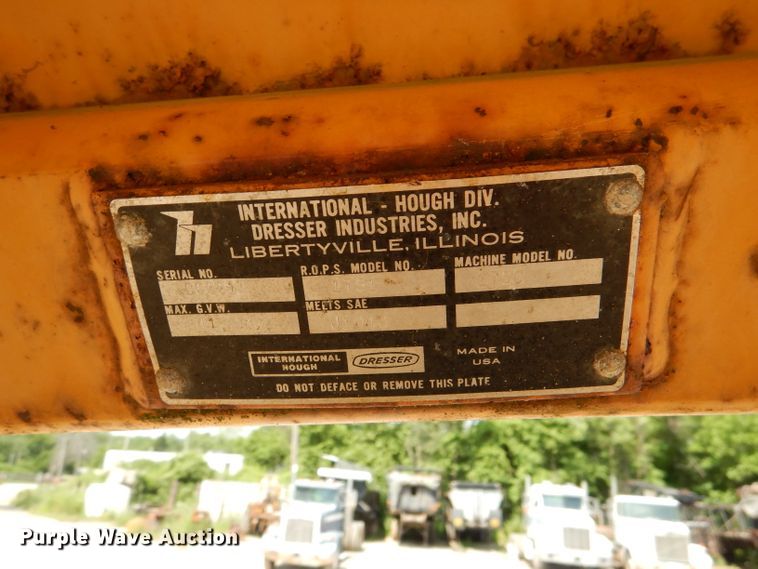 INTERNATIONAL - HOUGH DIV.
DRESSER INDUSTRIES, INC.
LIBERTYVILLE, ILLINOIS
SERIAL NO. R.O.P.S. MODEL NO. MACHINE MODEL NO.
MAX. G.V.W. MEETS SAE
INTERNATIONAL HOUGH DRESSER MADE IN USA
DO NOT DEFACE OR REMOVE THIS PLATE
Purple Wave Auction